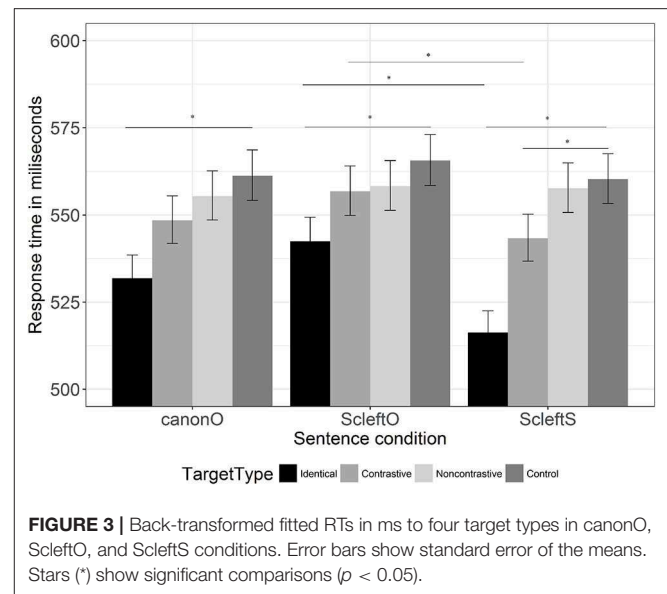 600
575
550
525
500
Response time in miliseconds
* * * * * *
canonO ScleftO ScleftS
Sentence condition
TargetType Identical Contrastive Noncontrastive Control
FIGURE 3 | Back-transformed fitted RTs in ms to four target types in canonO,
ScleftO, and ScleftS conditions. Error bars show standard error of the means.
Stars (*) show significant comparisons (p < 0.05).